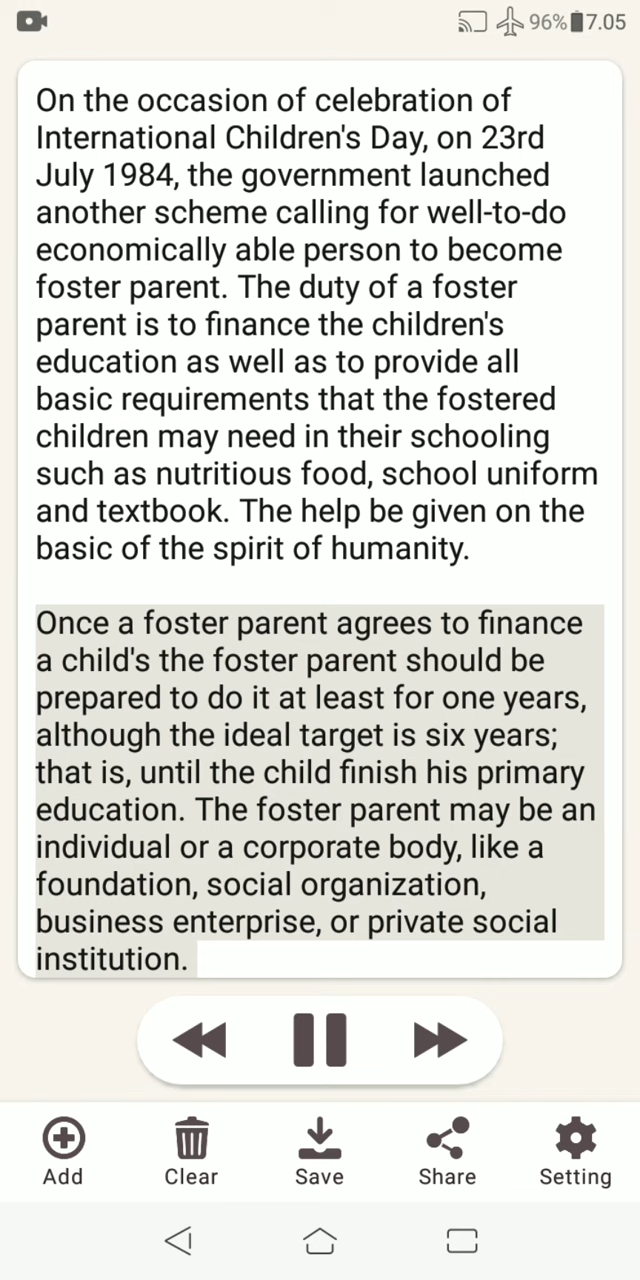 96% 7.05
On the occasion of celebration of
International Children's Day, on 23rd
July 1984, the government launched
another scheme calling for well-to-do
economically able person to become
foster parent. The duty of a foster
parent is to finance the children's
education as well as to provide all
basic requirements that the fostered
children may need in their schooling
such as nutritious food, school uniform
and textbook. The help be given on the
basic of the spirit of humanity.
Once a foster parent agrees to finance
a child's the foster parent should be
prepared to do it at least for one years,
although the ideal target is six years;
that is, until the child finish his primary
education. The foster parent may be an
individual or a corporate body, like a
foundation, social organization,
business enterprise, or private social
institution.
Add Clear Save Share Setting